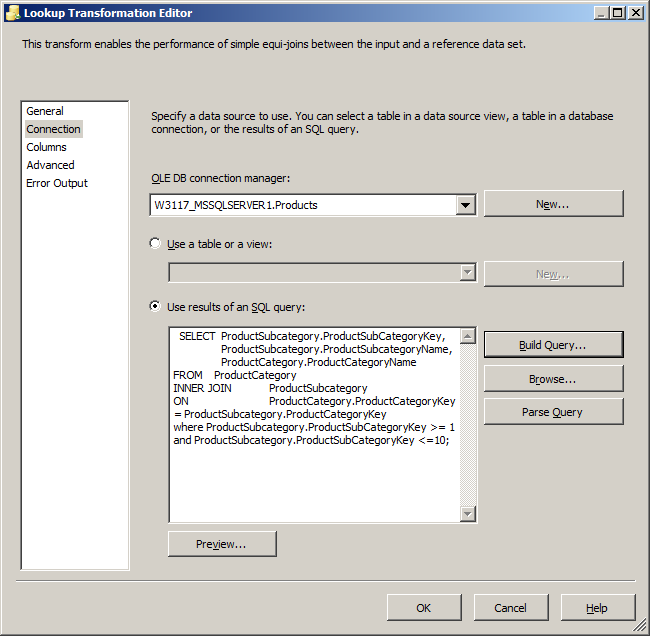 Lookup Transformation Editor
This transform enables the performance of simple equi-joins between the input and a reference data set.
General
Connection
Columns
Advanced
Error Output
Specify a data source to use. You can select a table in a data source view, a table in a database
connection, or the results of an SQL query.
OLE DB connection manager:
W3117_MSSQLSERVER1.Products
New...
Use a table or a view:
New...
Use results of an SQL query:
SELECT ProductSubcategory.ProductSubCategoryKey,
ProductSubcategory.ProductSubcategoryName,
ProductCategory.ProductCategoryName
FROM ProductCategory
INNER JOIN ProductSubcategory
ON ProductCategory.ProductCategoryKey
= ProductSubcategory.ProductCategoryKey
where ProductSubcategory.ProductSubCategoryKey >= 1
and ProductSubcategory.ProductSubCategoryKey <=10;
Build Query...
Browse...
Parse Query
Preview...
OK
Cancel
Help